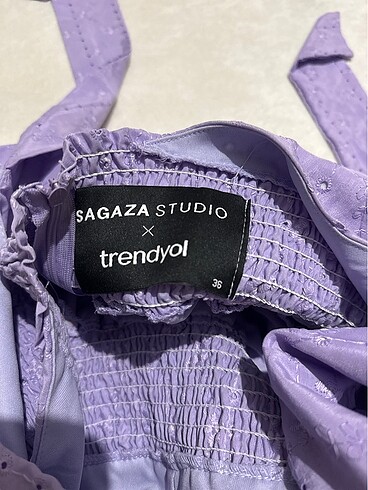 SAGAZA STUDIO
×
trendyol
36